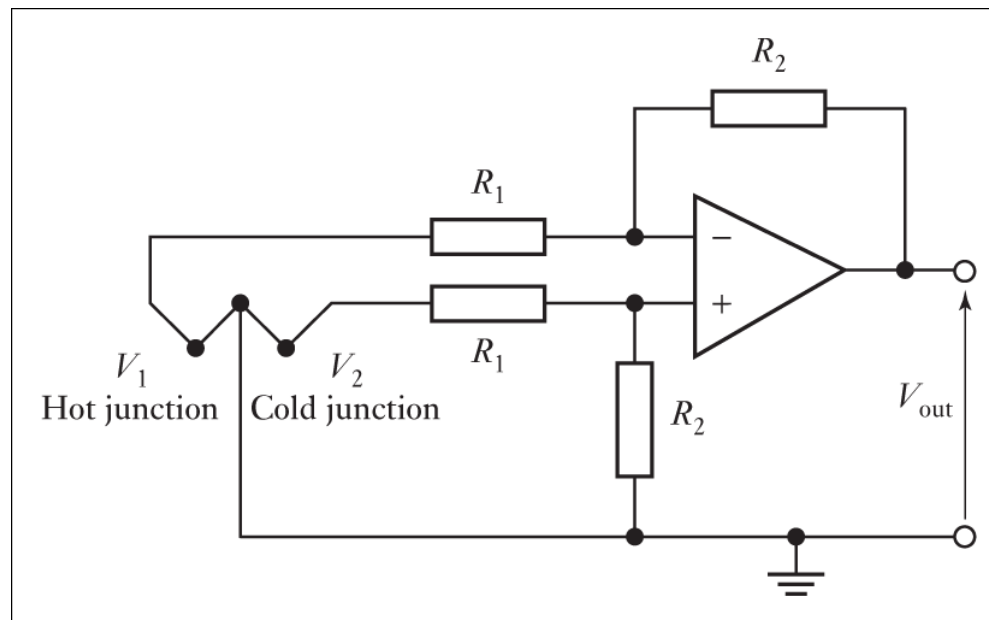 R₂
R₁
−
+
R₁
V₁
V₂
Hot junction
Cold junction
R₂
Vout